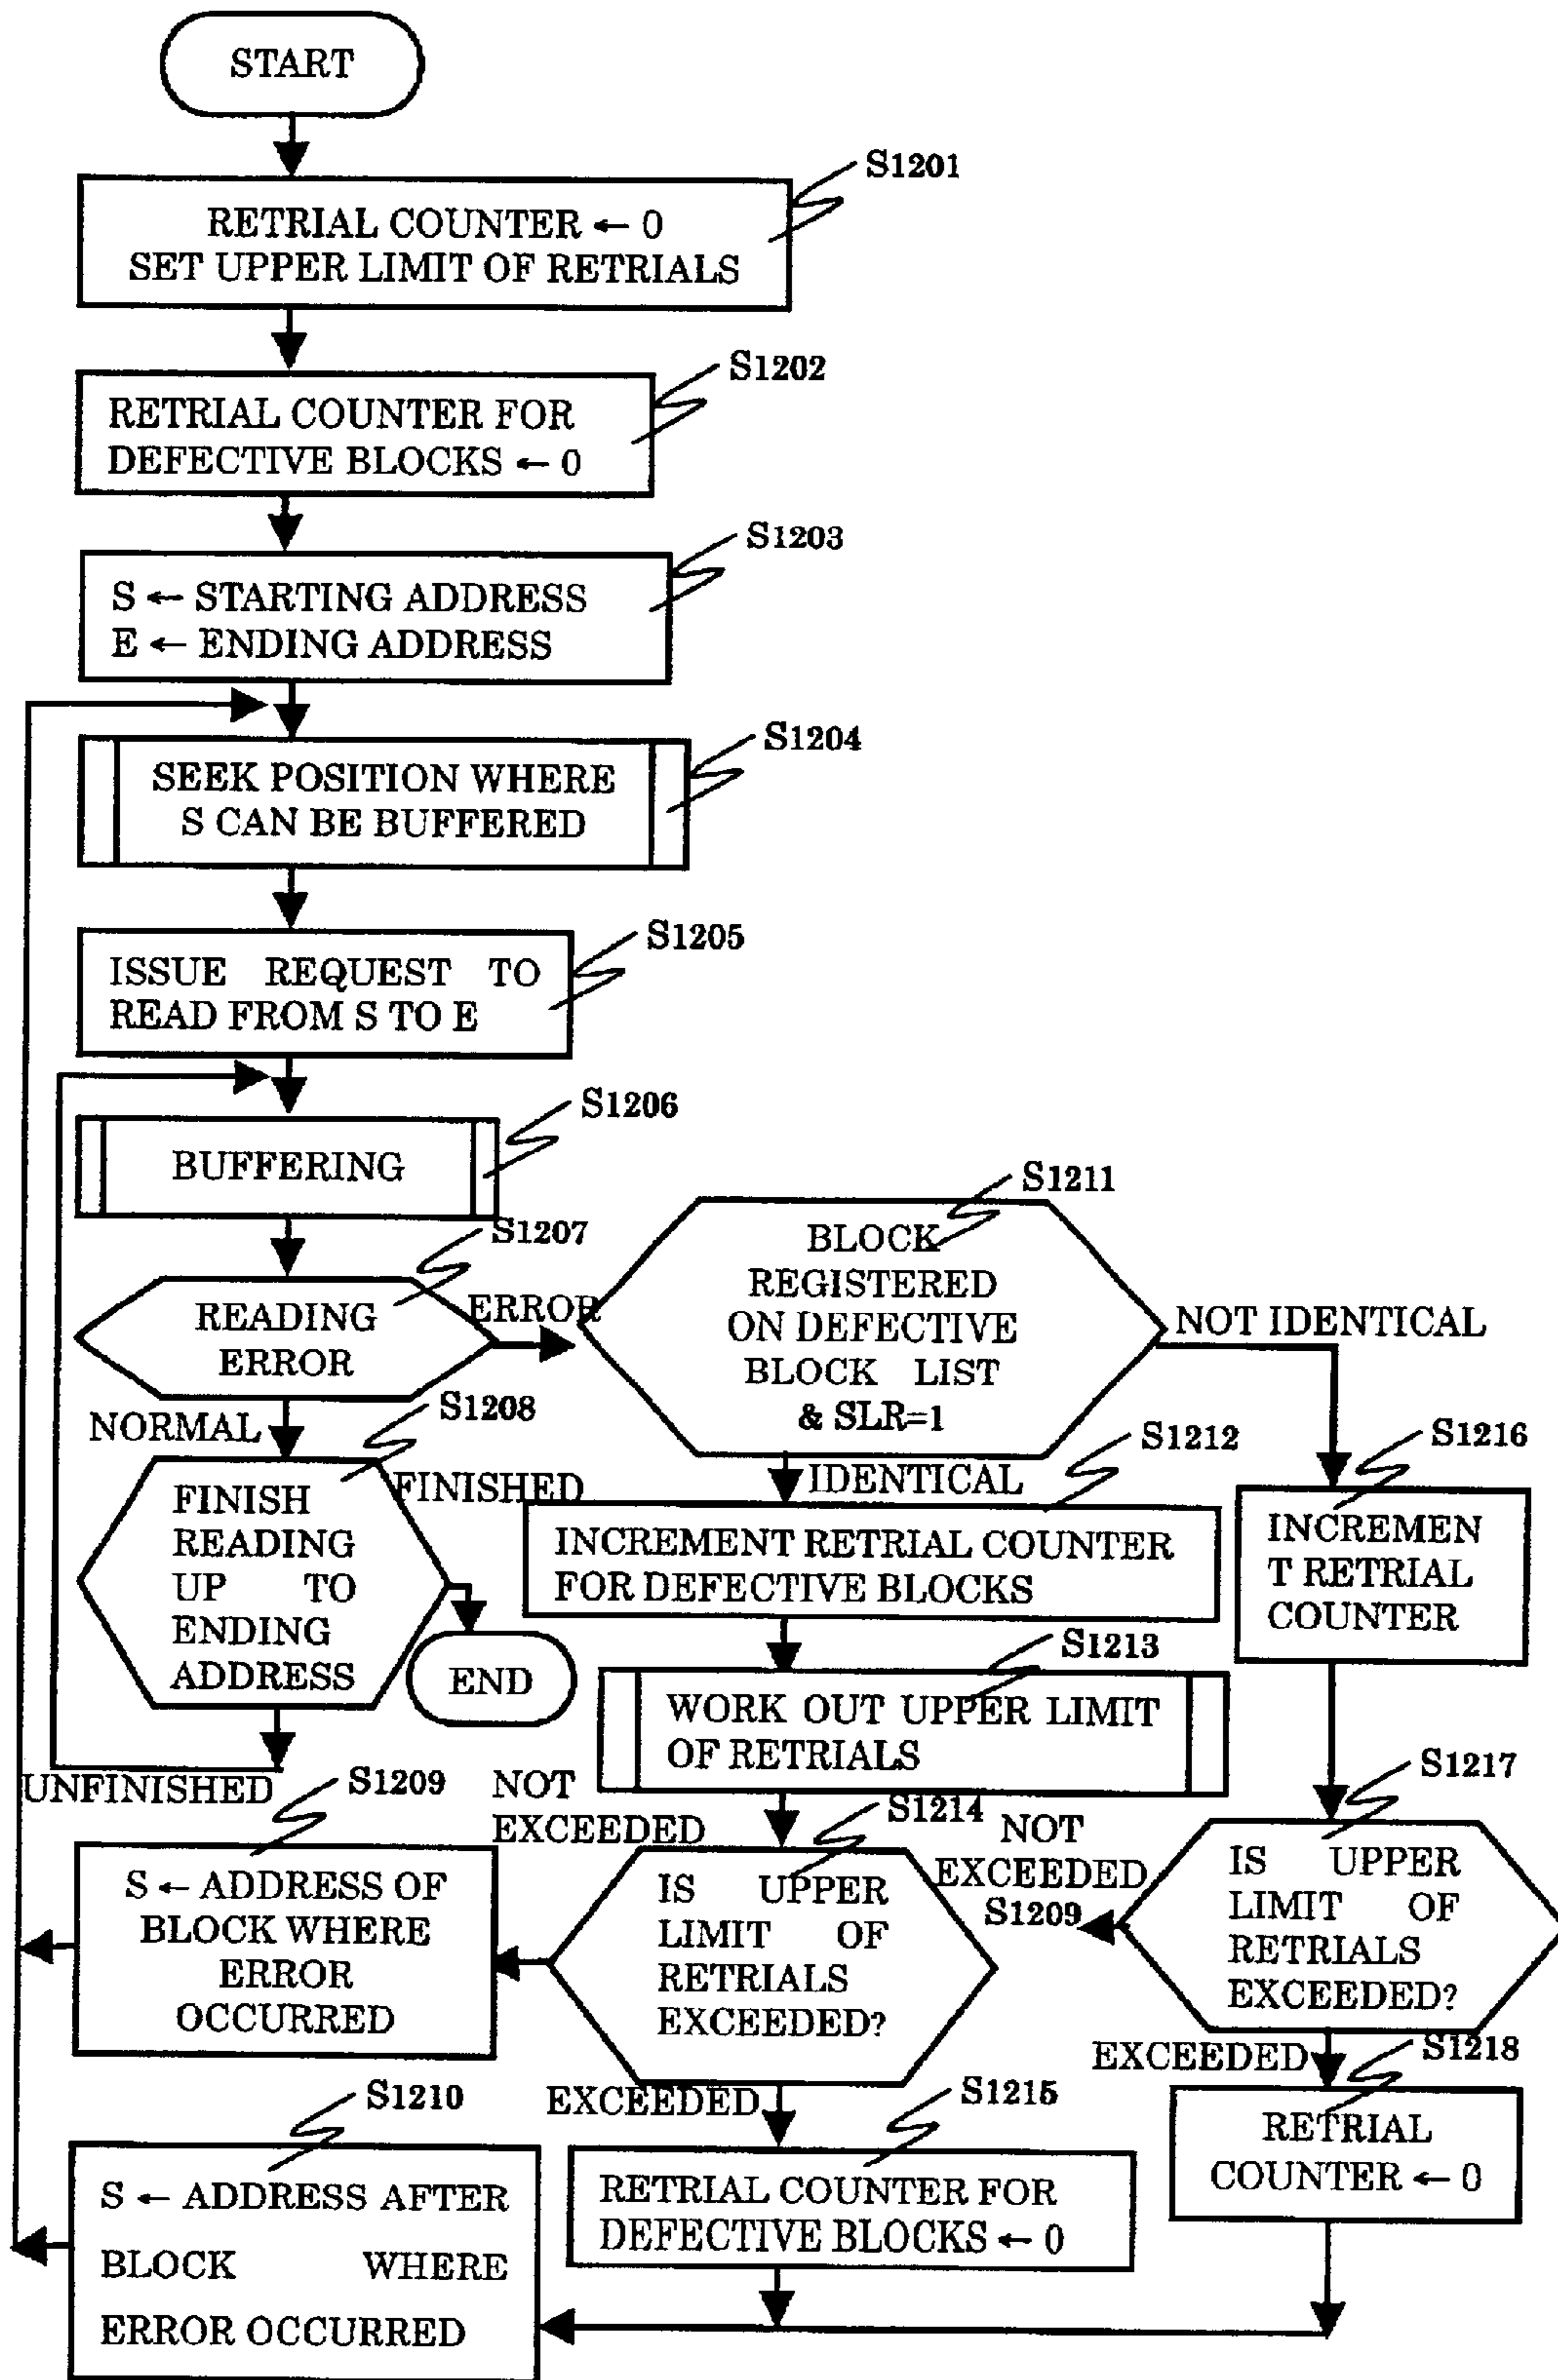 START
S1201
RETRIAL COUNTER ← 0
SET UPPER LIMIT OF RETRIALS
S1202
RETRIAL COUNTER FOR
DEFECTIVE BLOCKS ← 0
S1203
S ← STARTING ADDRESS
E ← ENDING ADDRESS
S1204
SEEK POSITION WHERE
S CAN BE BUFFERED
S1205
ISSUE REQUEST TO
READ FROM S TO E
S1206
BUFFERING
S1207
READING
ERROR
ERROR
NORMAL
S1211
BLOCK
REGISTERED
ON DEFECTIVE
BLOCK LIST
& SLR=1
NOT IDENTICAL
IDENTICAL
S1208
FINISH
READING
UP TO
ENDING
ADDRESS
FINISHED
END
UNFINISHED
S1212
INCREMENT RETRIAL COUNTER
FOR DEFECTIVE BLOCKS
S1216
INCREMEN
T RETRIAL
COUNTER
S1213
WORK OUT UPPER LIMIT
OF RETRIALS
S1209
S ← ADDRESS OF
BLOCK WHERE
ERROR
OCCURRED
NOT
EXCEEDED
S1214
IS UPPER
LIMIT OF
RETRIALS
EXCEEDED?
NOT
EXCEEDED
S1209
S1217
IS UPPER
LIMIT OF
RETRIALS
EXCEEDED?
EXCEEDED
S1218
RETRIAL
COUNTER ← 0
EXCEEDED
S1215
RETRIAL COUNTER FOR
DEFECTIVE BLOCKS ← 0
S1210
S ← ADDRESS AFTER
BLOCK WHERE
ERROR OCCURRED